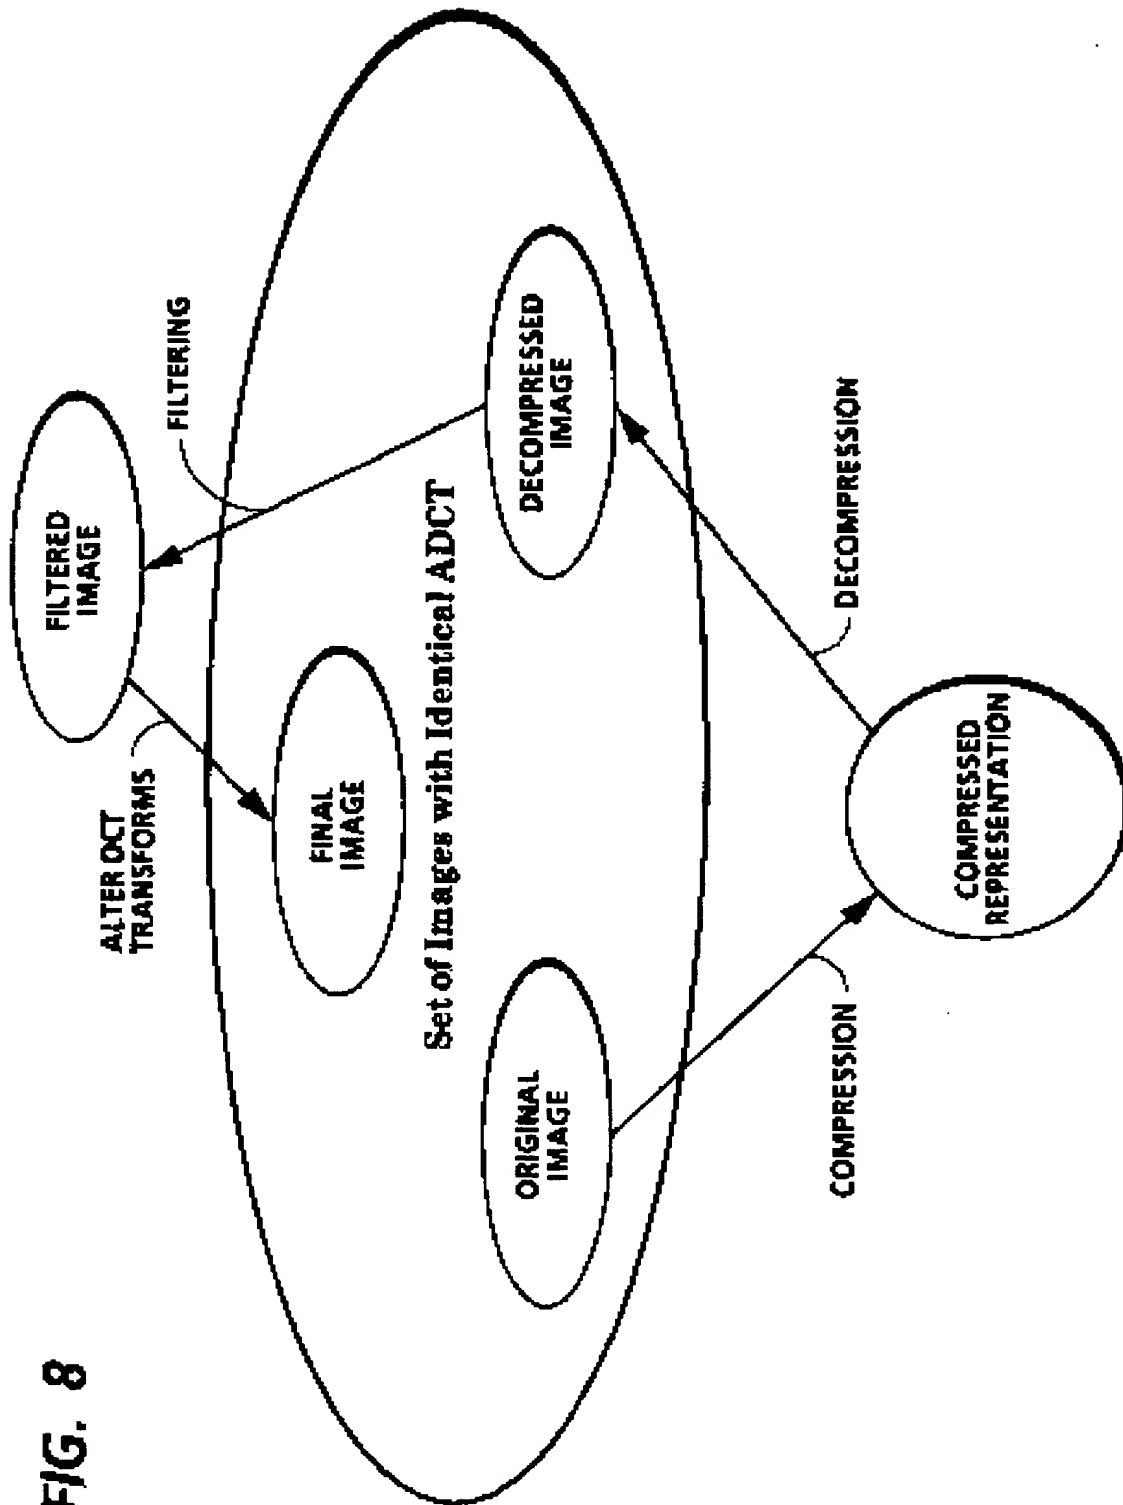 FIG. 8
FILTERED
IMAGE
ALTER DCT
TRANSFORMS
FILTERING
FINAL
IMAGE
Set of Images with Identical ADCT
ORIGINAL
IMAGE
DECOMPRESSED
IMAGE
COMPRESSION
DECOMPRESSION
COMPRESSED
REPRESENTATION